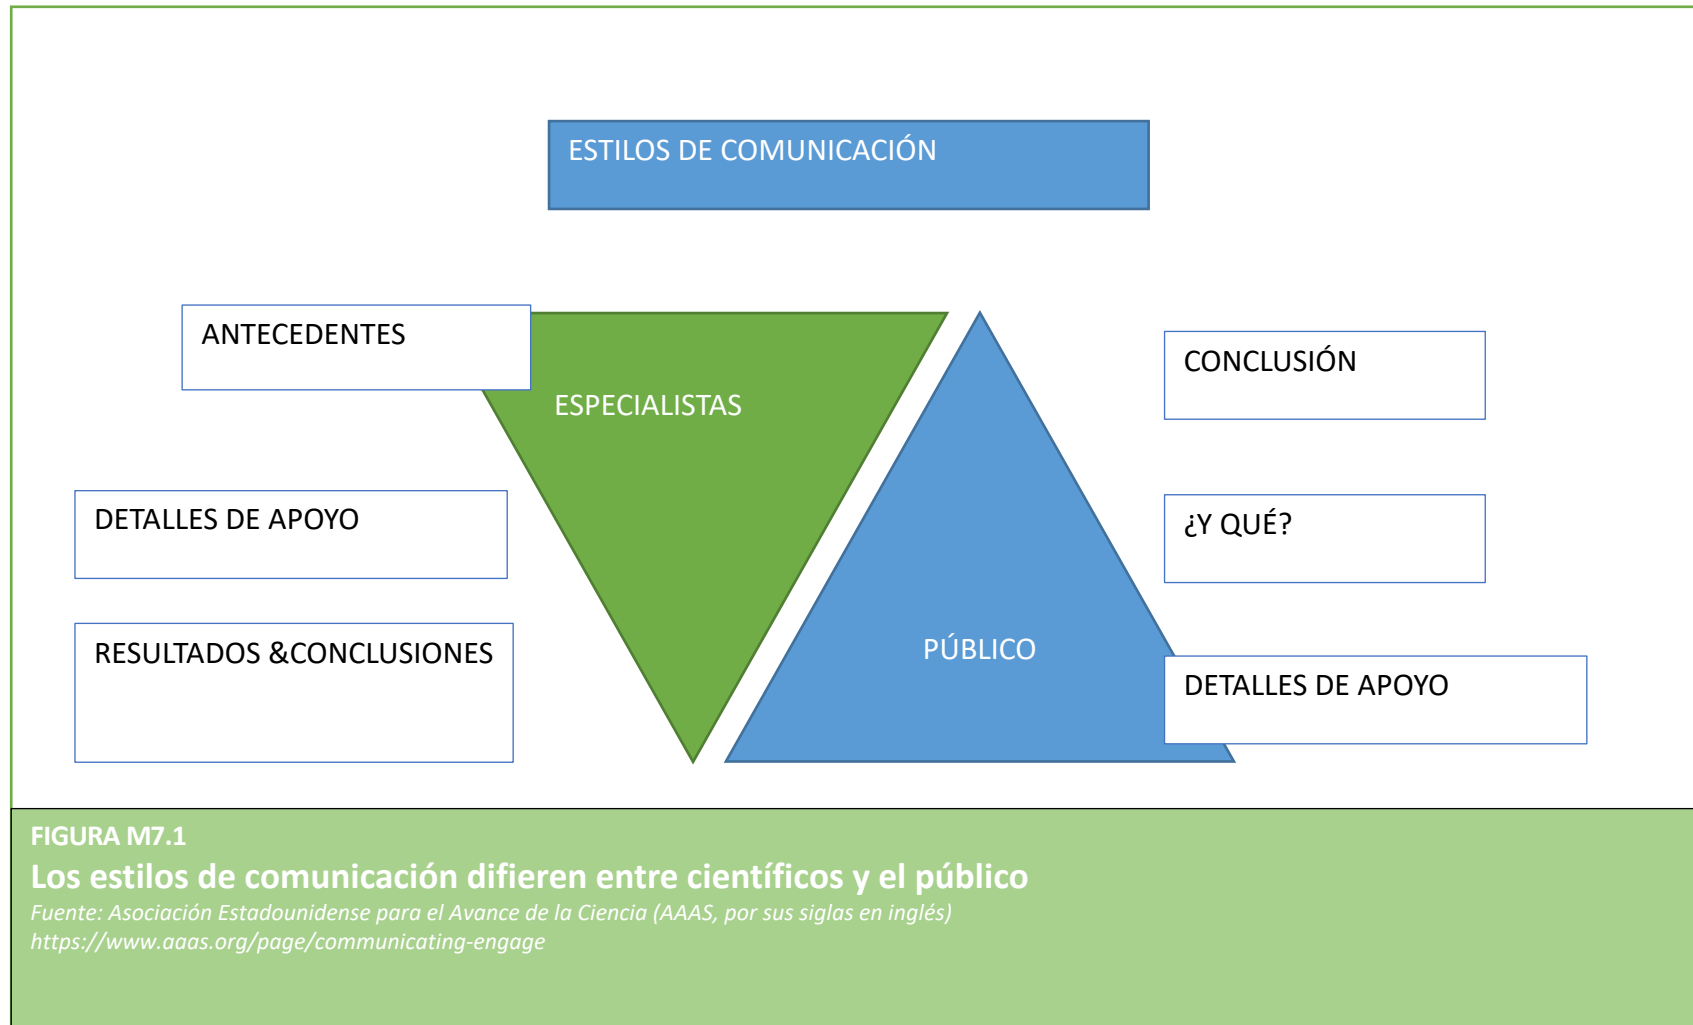 ESTILOS DE COMUNICACIÓN
ANTECEDENTES
ESPECIALISTAS
DETALLES DE APOYO
RESULTADOS &CONCLUSIONES
CONCLUSIÓN
¿Y QUÉ?
PÚBLICO
DETALLES DE APOYO
FIGURA M7.1
Los estilos de comunicación difieren entre científicos y el público
Fuente: Asociación Estadounidense para el Avance de la Ciencia (AAAS, por sus siglas en inglés)
https://www.aaas.org/page/communicating-engage